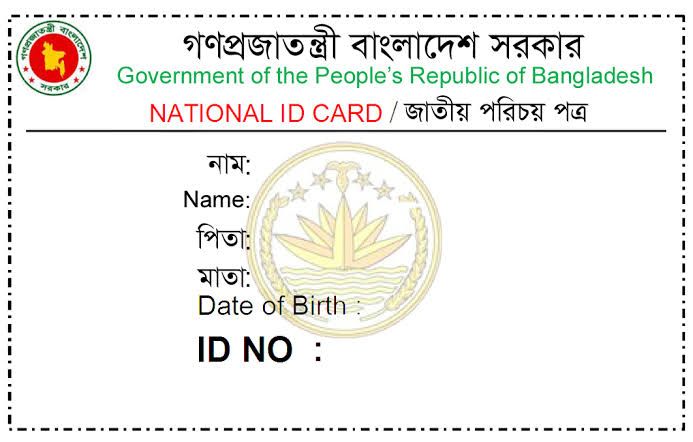 গণপ্রজাতন্ত্রী বাংলাদেশ সরকার
গণপ্রজাতন্ত্রী বাংলাদেশ সরকার
Government of the People's Republic of Bangladesh
NATIONAL ID CARD / জাতীয় পরিচয় পত্র
নাম:
Name:
পিতা:
মাতা:
Date of Birth :
ID NO :